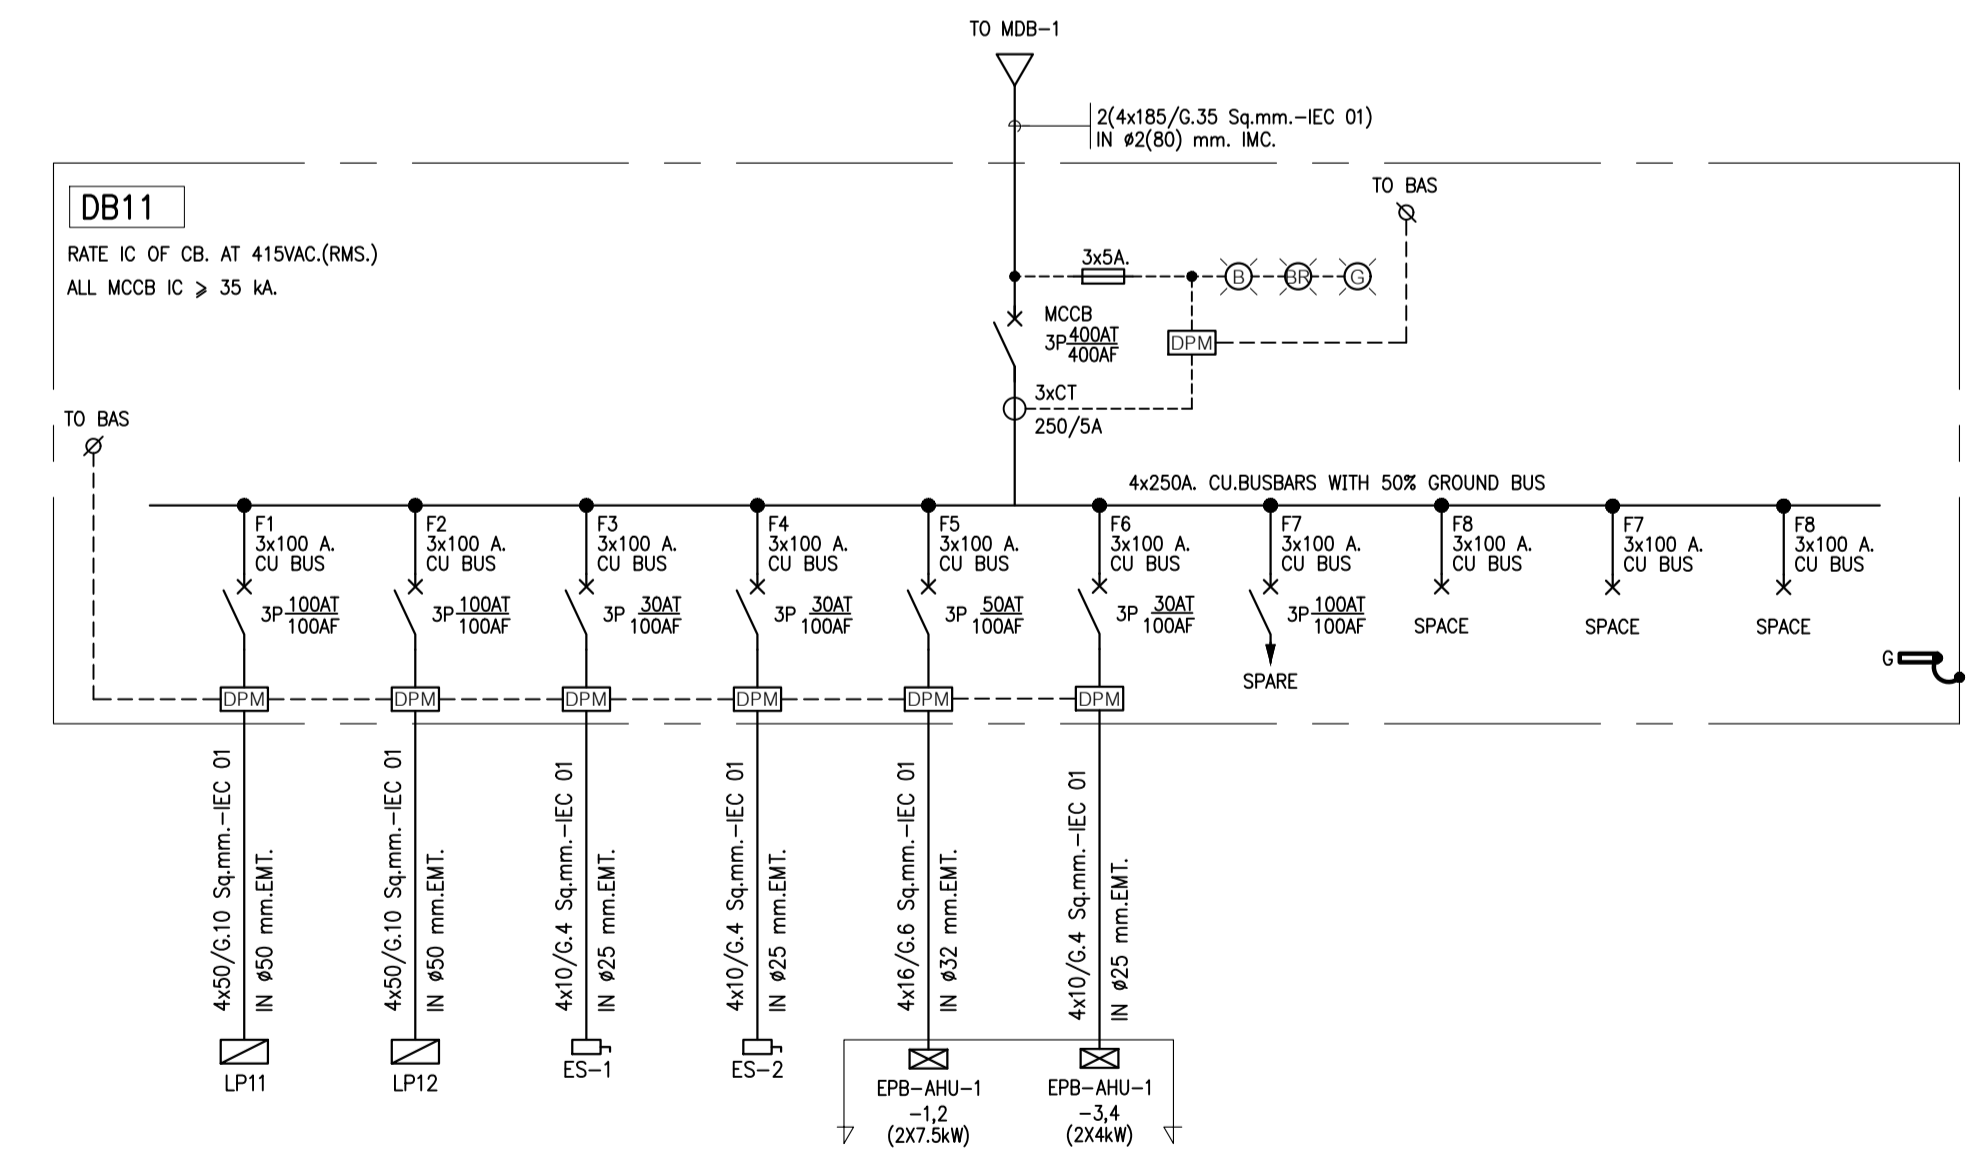 TO MDB-1
2(4x185/G.35 Sq.mm.-IEC 01)
IN ø2(80) mm. IMC.
DB11
RATE IC OF CB. AT 415VAC.(RMS.)
ALL MCCB IC ⩾ 35 kA.
TO BAS
3x5A.
B
BR
G
MCCB
3P 400AT
400AF
DPM
3xCT
250/5A
TO BAS
4x250A. CU.BUSBARS WITH 50% GROUND BUS
F1
3x100 A.
CU BUS
3P 100AT
100AF
F2
3x100 A.
CU BUS
3P 100AT
100AF
F3
3x100 A.
CU BUS
3P 30AT
100AF
F4
3x100 A.
CU BUS
3P 30AT
100AF
F5
3x100 A.
CU BUS
3P 50AT
100AF
F6
3x100 A.
CU BUS
3P 30AT
100AF
F7
3x100 A.
CU BUS
3P 100AT
100AF
SPARE
F8
3x100 A.
CU BUS
SPACE
F7
3x100 A.
CU BUS
SPACE
F8
3x100 A.
CU BUS
SPACE
G
DPM
DPM
DPM
DPM
DPM
DPM
4x50/G.10 Sq.mm.-IEC 01
IN ø50 mm.EMT.
4x50/G.10 Sq.mm.-IEC 01
IN ø50 mm.EMT.
4x10/G.4 Sq.mm.-IEC 01
IN ø25 mm.EMT.
4x10/G.4 Sq.mm.-IEC 01
IN ø25 mm.EMT.
4x16/G.6 Sq.mm.-IEC 01
IN ø32 mm.EMT.
4x10/G.4 Sq.mm.-IEC 01
IN ø25 mm.EMT.
LP11
LP12
ES-1
ES-2
EPB-AHU-1
-1,2
(2X7.5kW)
EPB-AHU-1
-3,4
(2X4kW)